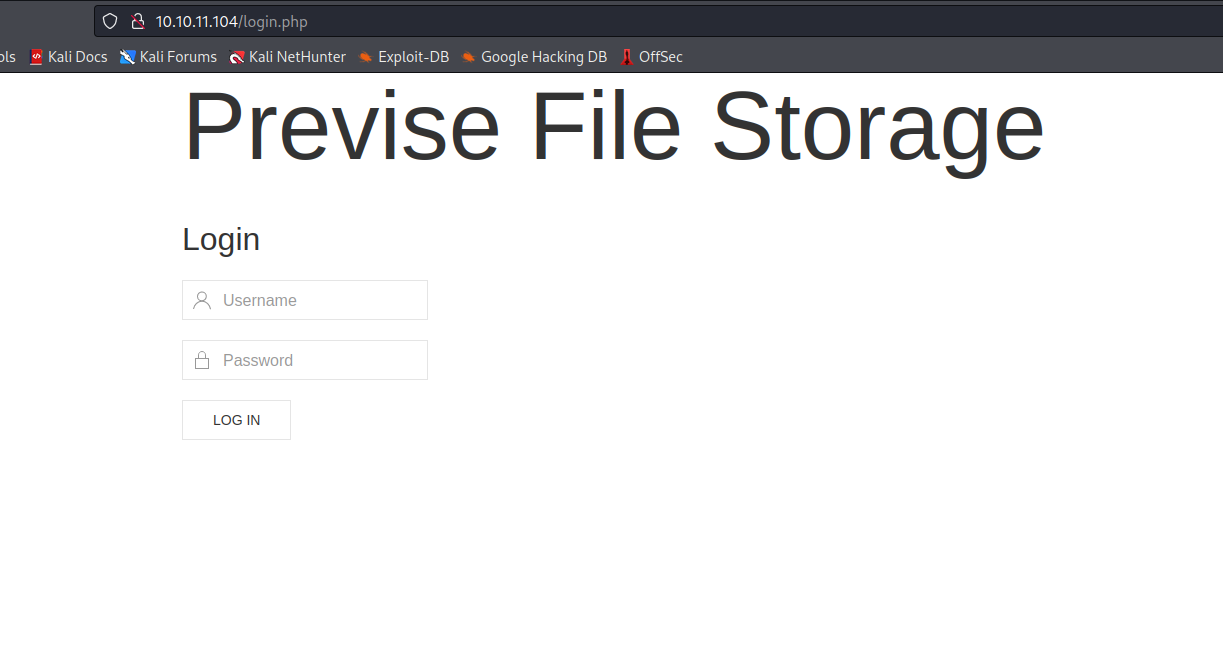 10.10.11.104/login.php
ols Kali Docs Kali Forums Kali NetHunter Exploit-DB Google Hacking DB OffSec
Previse File Storage
Login
Username
Password
LOG IN